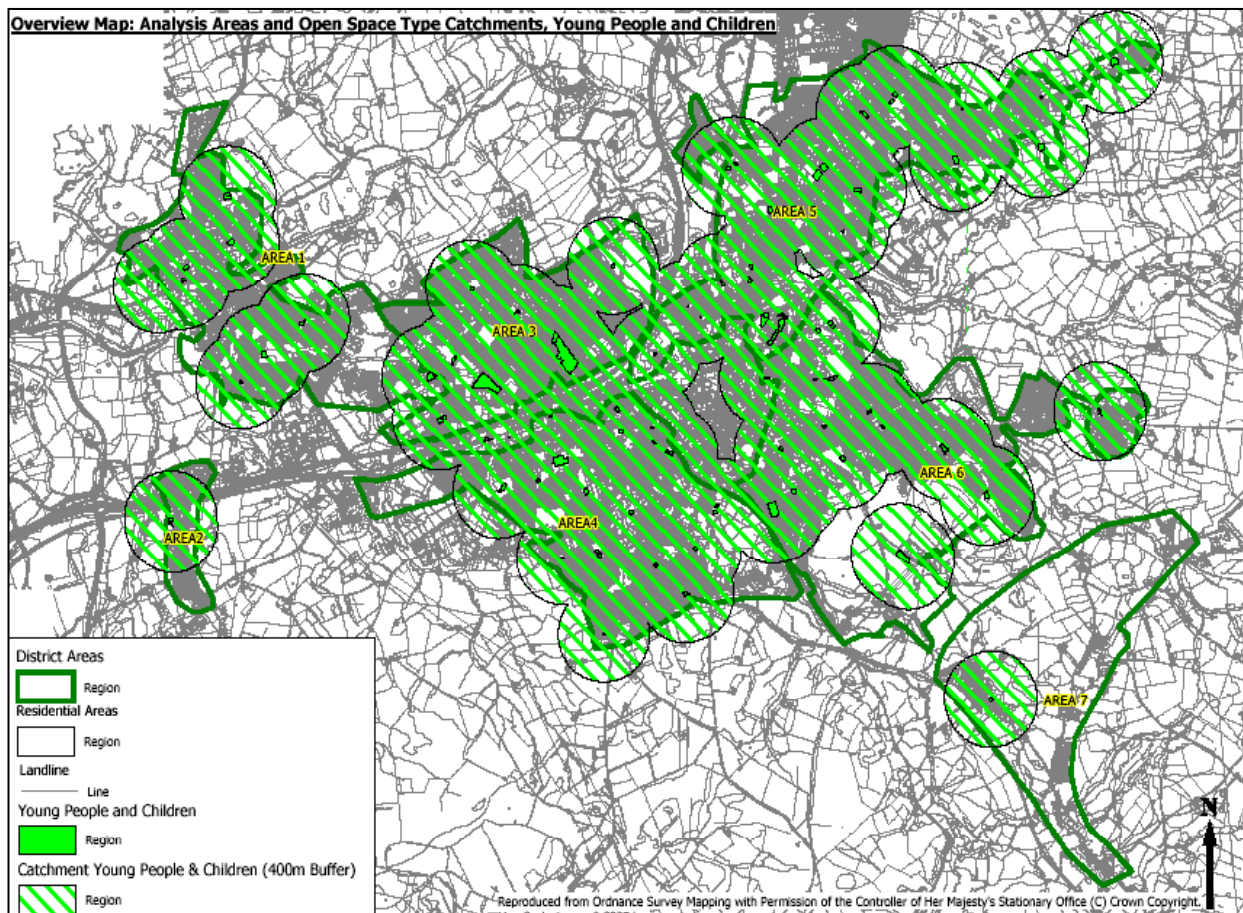 Overview Map: Analysis Areas and Open Space Type Catchments, Young People and Children
AREA 5
AREA 1
AREA 3
AREA 6
AREA4
AREA2
AREA 7
District Areas
Region
Residential Areas
Region
Landline
Line
Young People and Children
Region
Catchment Young People & Children (400m Buffer)
Region
N
Reproduced from Ordnance Survey Mapping with Permission of the Controller of Her Majesty's Stationary Office (C) Crown Copyright.